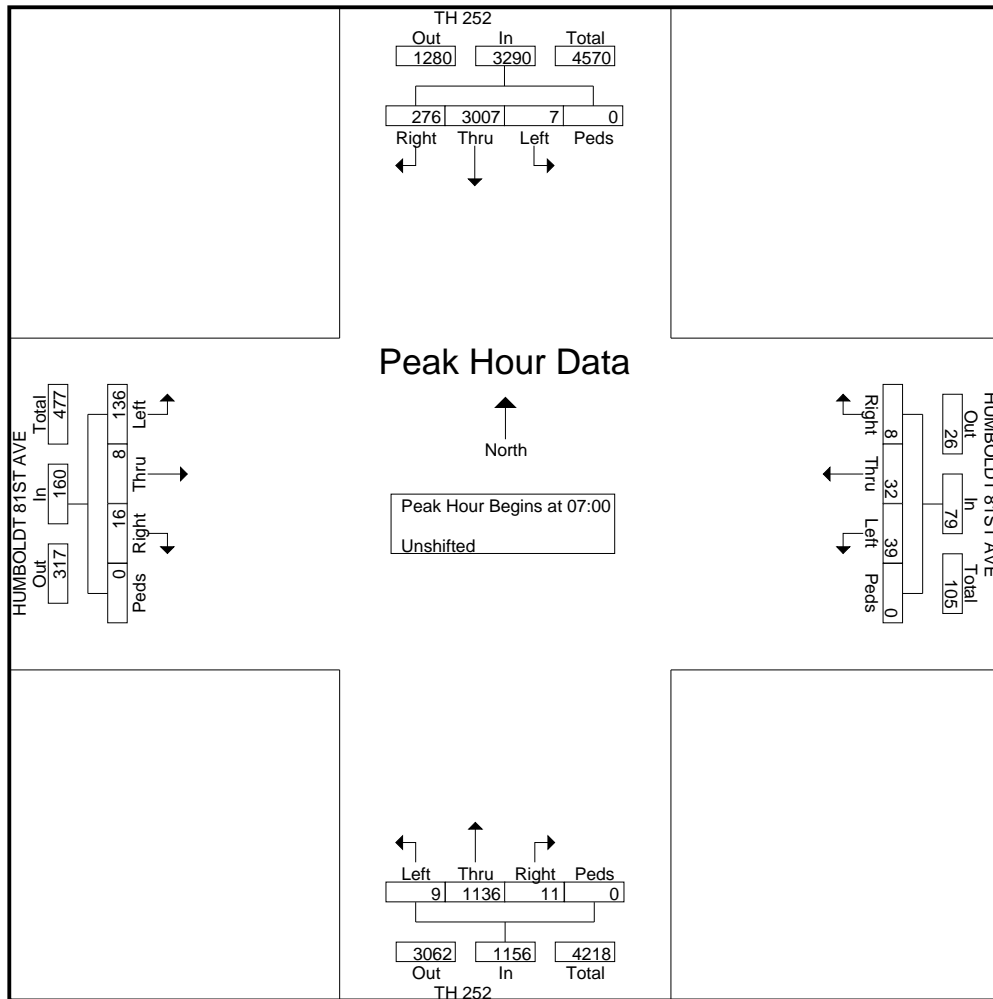 TH 252
Out In Total
1280 3290 4570
276 3007 7 0
Right Thru Left Peds
Peak Hour Data
North
Peak Hour Begins at 07:00
Unshifted
HUMBOLDT 81ST AVE
Total In Out
477 160 317
136 8 16 0
Left Thru Right Peds
HUMBOLDT 81ST AVE
Out In Total
26 79 105
8 32 39 0
Right Thru Left Peds
Left Thru Right Peds
9 1136 11 0
3062 1156 4218
Out In Total
TH 252